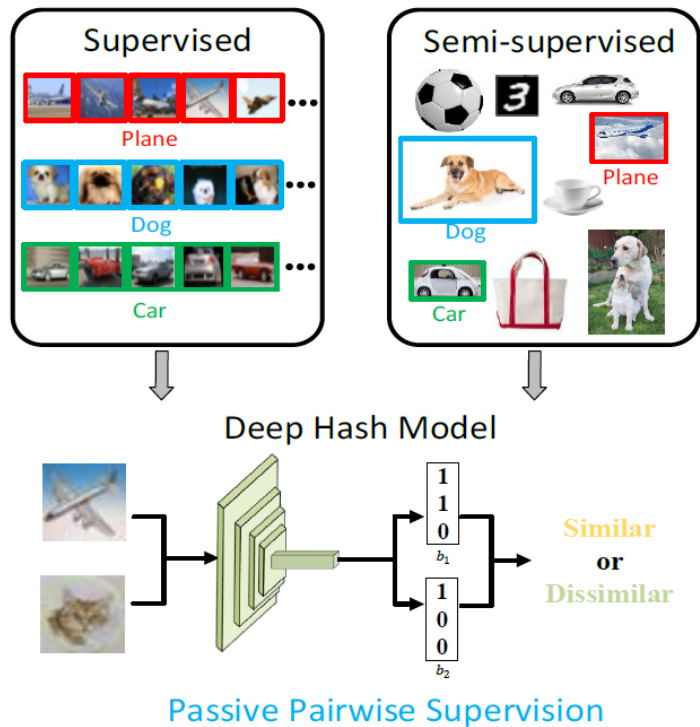 Supervised
Plane
Dog
Car
Semi-supervised
3
Plane
Dog
Car
Deep Hash Model
1
1
0
b₁
1
0
0
b₂
Similar
or
Dissimilar
Passive Pairwise Supervision